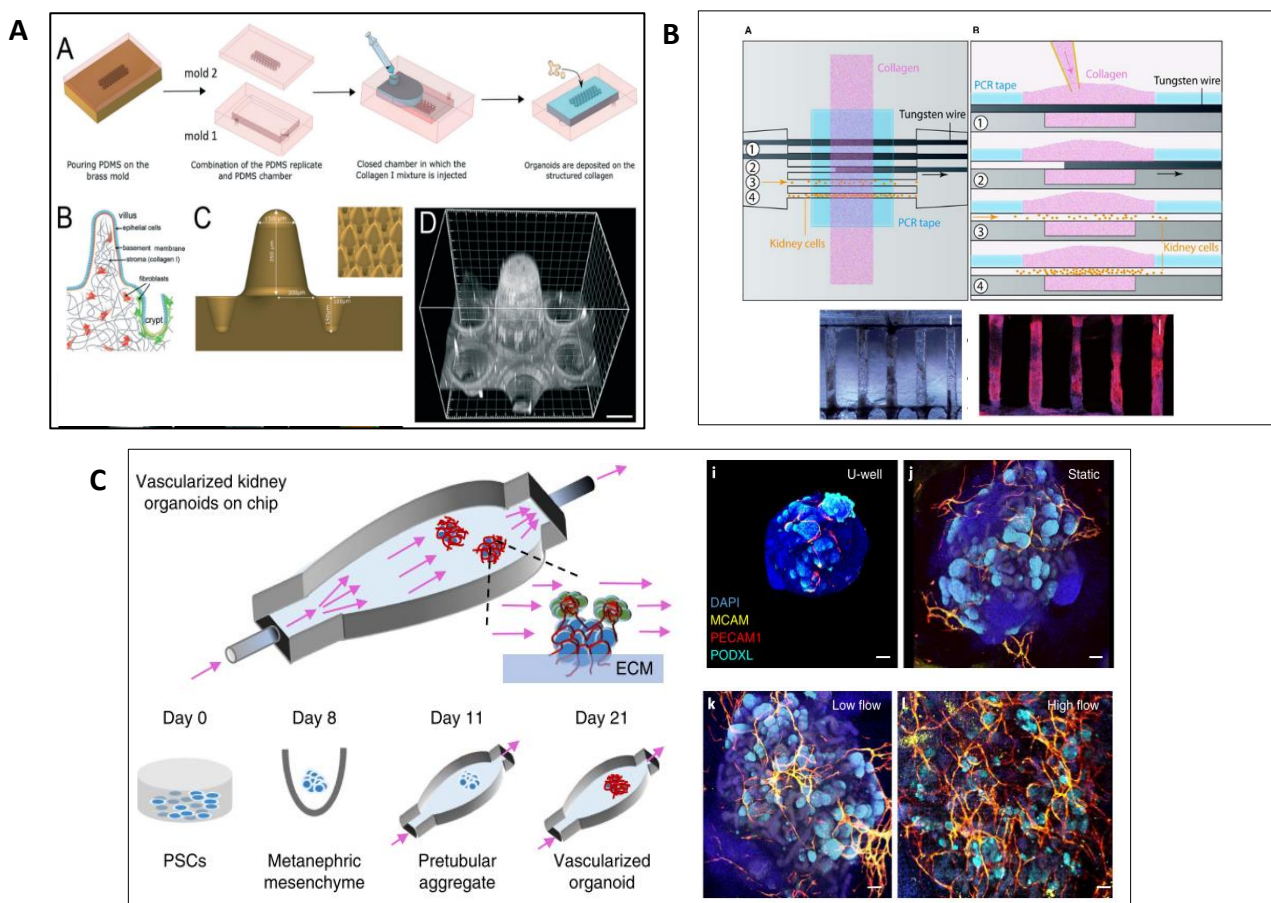 A
A
mold 2
mold 1
Pouring PDMS on the
brass mold
Combination of the PDMS replicate
and PDMS chamber
Closed chamber in which the
Collagen I mixture is injected
Organoids are deposited on the
structured collagen
B
villus
epihelial cells
basement membrane
stroma (collagen I)
fibroblasts
crypt
C
D
B
A
Collagen
Tungsten wire
1
2
3
4
Kidney cells
PCR tape
B
PCR tape
Collagen
Tungsten wire
1
2
3
Kidney cells
4
C
Vascularized kidney
organoids on chip
ECM
Day 0
Day 8
Day 11
Day 21
PSCs
Metanephric
mesenchyme
Pretubular
aggregate
Vascularized
organoid
i
U-well
DAPI
MCAM
PECAM1
PODXL
j
Static
k
Low flow
l
High flow